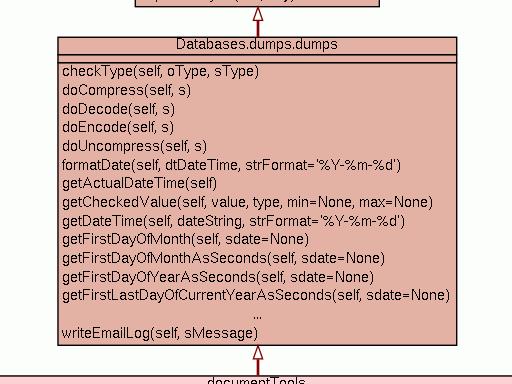 Databases.dumps.dumps
checkType(self, oType, sType)
doCompress(self, s)
doDecode(self, s)
doEncode(self, s)
doUncompress(self, s)
formatDate(self, dtDateTime, strFormat='%Y-%m-%d')
getActualDateTime(self)
getCheckedValue(self, value, type, min=None, max=None)
getDateTime(self, dateString, strFormat='%Y-%m-%d')
getFirstDayOfMonth(self, sdate=None)
getFirstDayOfMonthAsSeconds(self, sdate=None)
getFirstDayOfYearAsSeconds(self, sdate=None)
getFirstLastDayOfCurrentYearAsSeconds(self, sdate=None)
...
writeEmailLog(self, sMessage)
documentTools